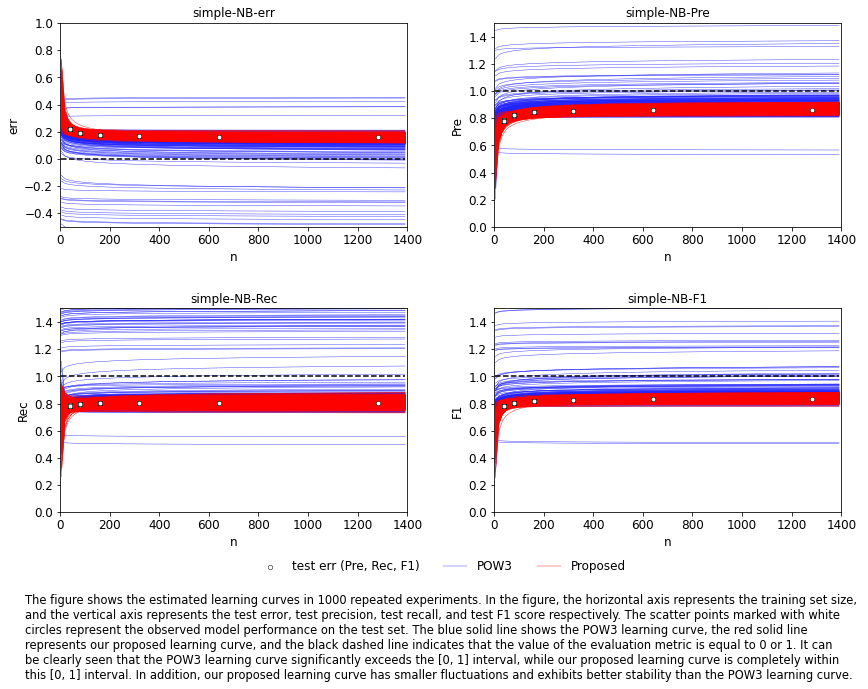 simple-NB-err
1.0
0.8
0.6
0.4
0.2
0.0
−0.2
−0.4
err
0 200 400 600 800 1000 1200 1400
n
simple-NB-Pre
1.4
1.2
1.0
0.8
0.6
0.4
0.2
0.0
Pre
0 200 400 600 800 1000 1200 1400
n
simple-NB-Rec
1.4
1.2
1.0
0.8
0.6
0.4
0.2
0.0
Rec
0 200 400 600 800 1000 1200 1400
n
simple-NB-F1
1.4
1.2
1.0
0.8
0.6
0.4
0.2
0.0
F1
0 200 400 600 800 1000 1200 1400
n
test err (Pre, Rec, F1) POW3 Proposed
The figure shows the estimated learning curves in 1000 repeated experiments. In the figure, the horizontal axis represents the training set size,
and the vertical axis represents the test error, test precision, test recall, and test F1 score respectively. The scatter points marked with white
circles represent the observed model performance on the test set. The blue solid line shows the POW3 learning curve, the red solid line
represents our proposed learning curve, and the black dashed line indicates that the value of the evaluation metric is equal to 0 or 1. It can
be clearly seen that the POW3 learning curve significantly exceeds the [0, 1] interval, while our proposed learning curve is completely within
this [0, 1] interval. In addition, our proposed learning curve has smaller fluctuations and exhibits better stability than the POW3 learning curve.